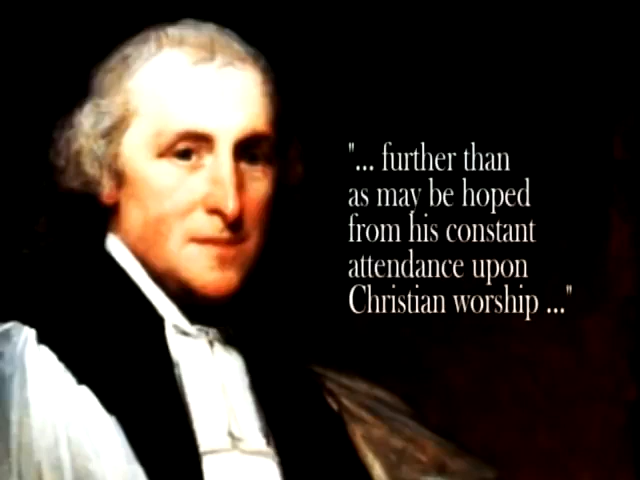 "... further than
as may be hoped
from his constant
attendance upon
Christian worship ..."